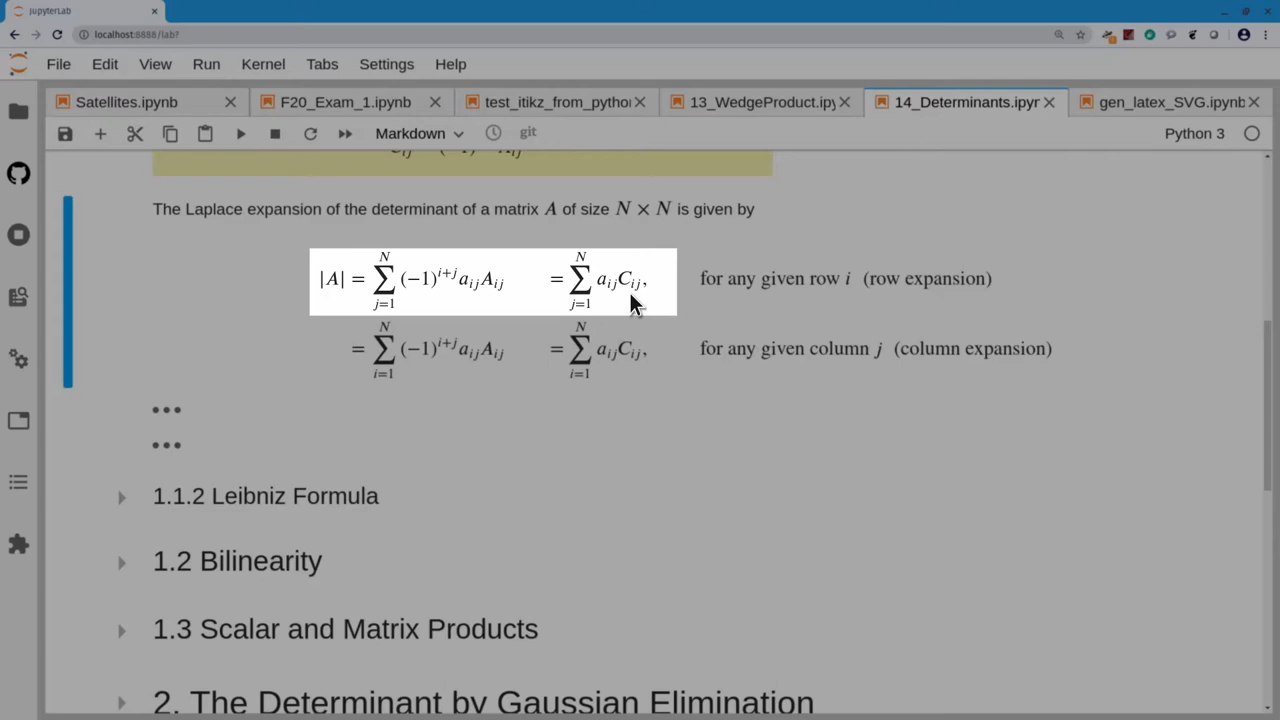 JupyterLab
localhost:8888/lab?
File Edit View Run Kernel Tabs Settings Help
Satellites.ipynb F20_Exam_1.ipynb test_itikz_from_python 13_WedgeProduct.ipy 14_Determinants.ipyn gen_latex_SVG.ipynb
Markdown git Python 3
The Laplace expansion of the determinant of a matrix A of size N × N is given by
|A| = ∑_{j=1}^{N} (−1)^{i+j} a_{ij} A_{ij} = ∑_{j=1}^{N} a_{ij} C_{ij}, for any given row i (row expansion)
= ∑_{i=1}^{N} (−1)^{i+j} a_{ij} A_{ij} = ∑_{i=1}^{N} a_{ij} C_{ij}, for any given column j (column expansion)
1.1.2 Leibniz Formula
1.2 Bilinearity
1.3 Scalar and Matrix Products
2. The Determinant by Gaussian Elimination